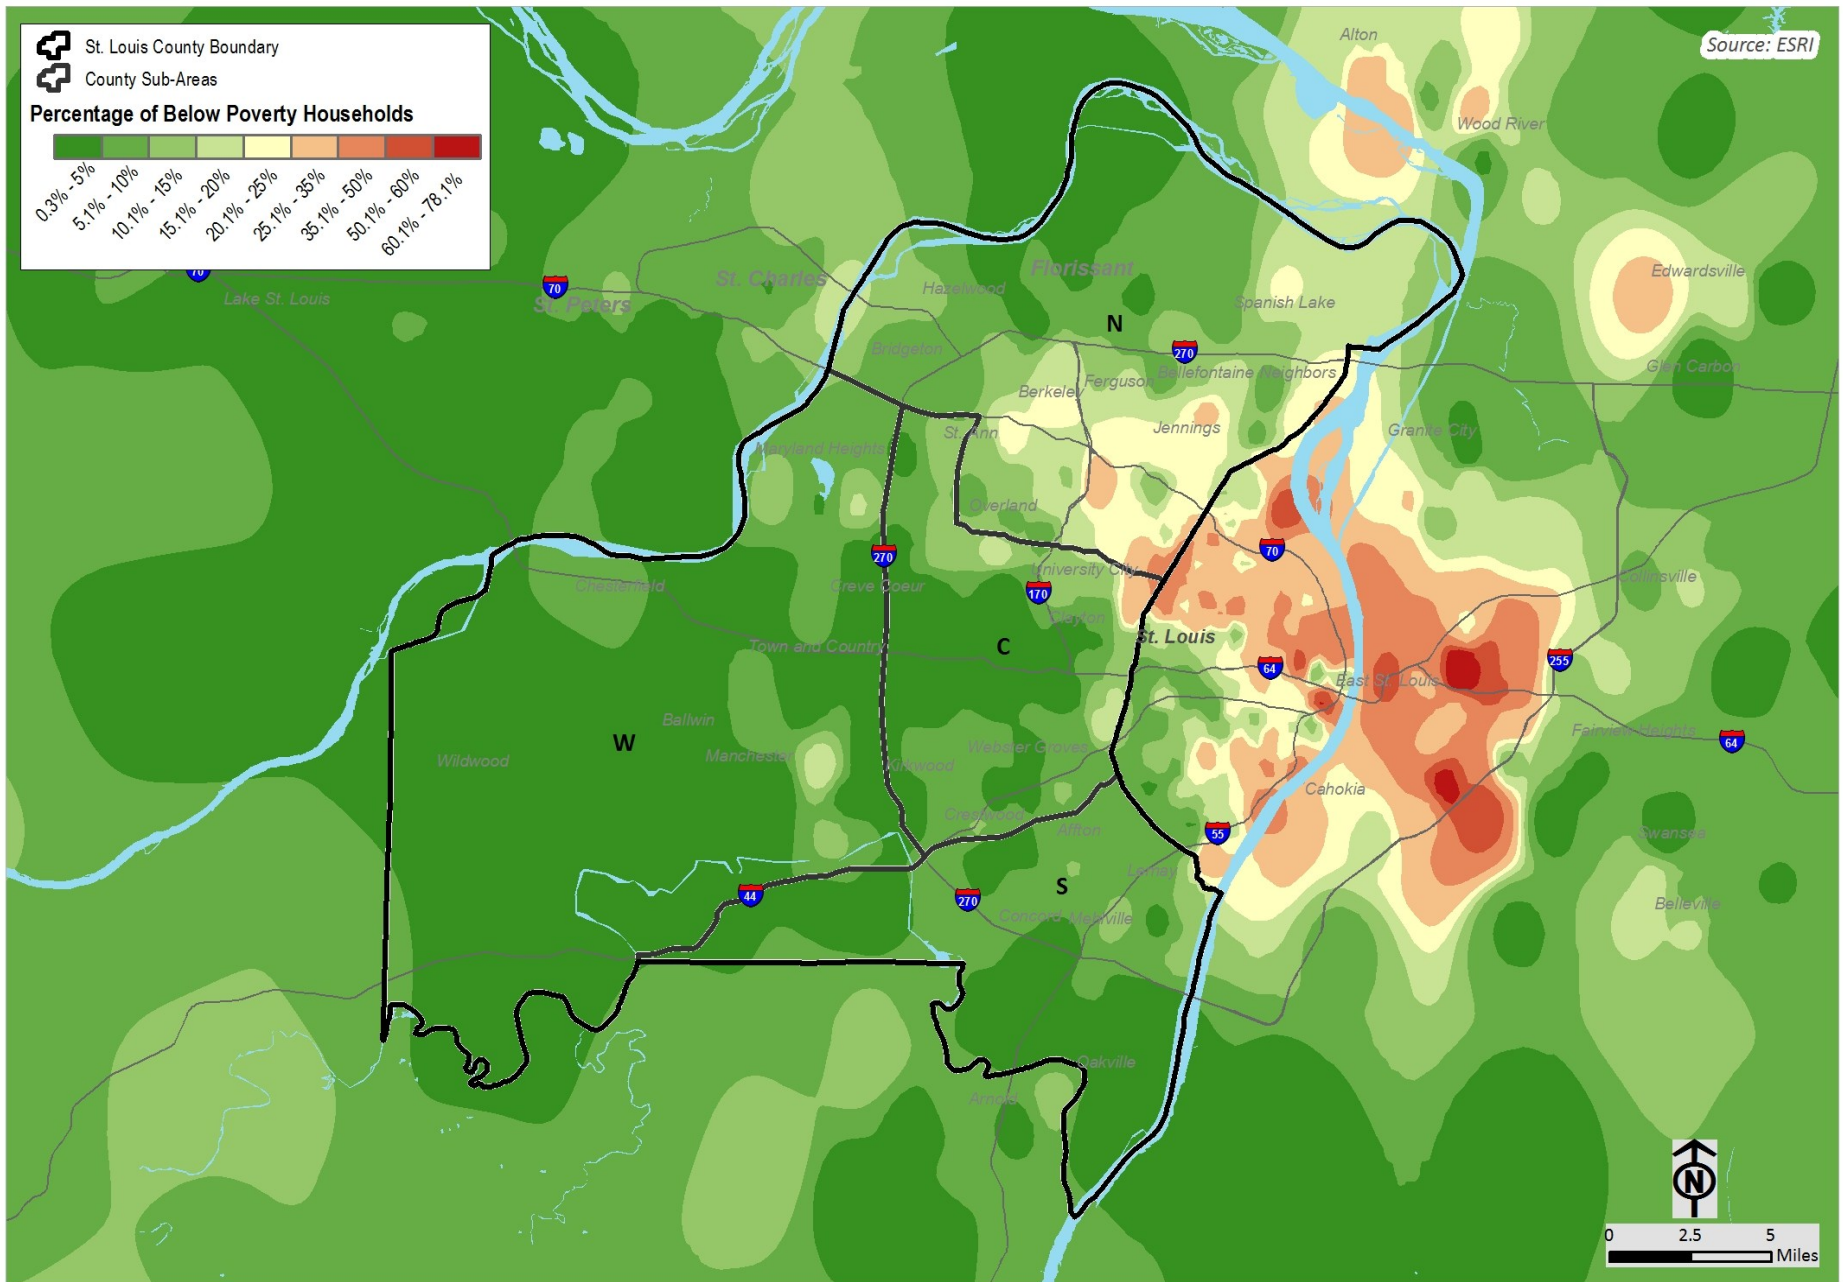 St. Louis County Boundary
County Sub-Areas
Percentage of Below Poverty Households
0.3% - 5%
5.1% - 10%
10.1% - 15%
15.1% - 20%
20.1% - 25%
25.1% - 35%
35.1% - 50%
50.1% - 60%
60.1% - 78.1%
Source: ESRI
Alton
Wood River
70
Lake St. Louis
70
St. Peters
St. Charles
Hazelwood
Florissant
Spanish Lake
Edwardsville
N
Bridgeton
270
Bellefontaine Neighbors
Glen Carbon
Berkeley
Ferguson
Maryland Heights
St. Ann
Jennings
Granite City
Overland
270
70
Chesterfield
Creve Coeur
University City
Collinsville
170
Clayton
Town and Country
C
St. Louis
64
East St. Louis
255
Ballwin
W
Wildwood
Manchester
Kirkwood
Webster Groves
Fairview Heights
64
Cahokia
Crestwood
Affton
55
Swansea
44
270
S
Lemay
Concord
Mehlville
Belleville
Oakville
Arnold
N
0
2.5
5
Miles